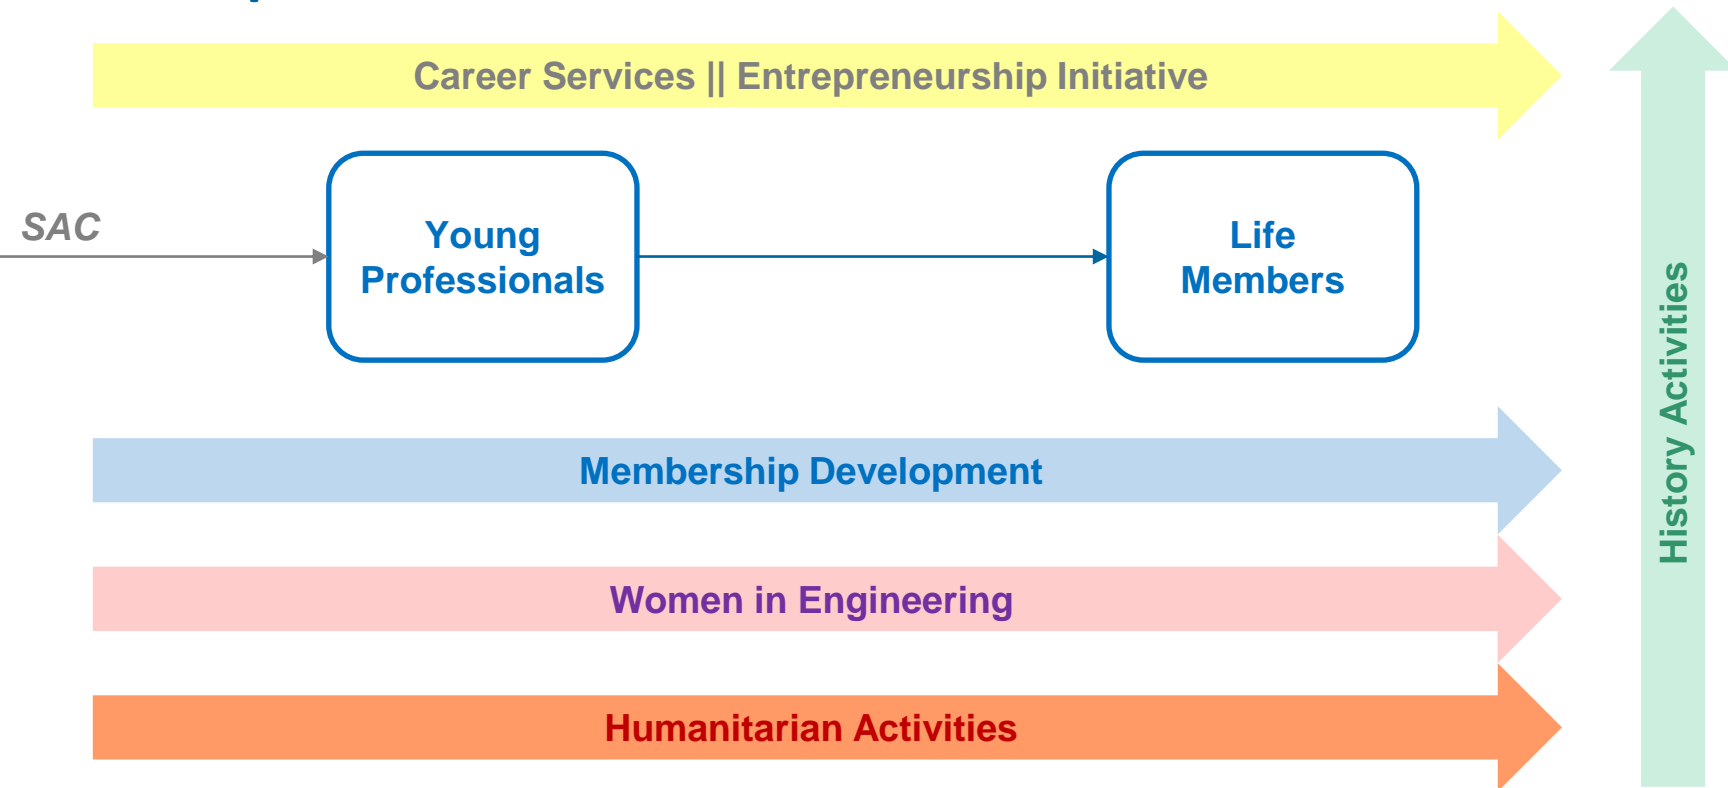 Career Services || Entrepreneurship Initiative
SAC
Young
Professionals
Life
Members
History Activities
Membership Development
Women in Engineering
Humanitarian Activities